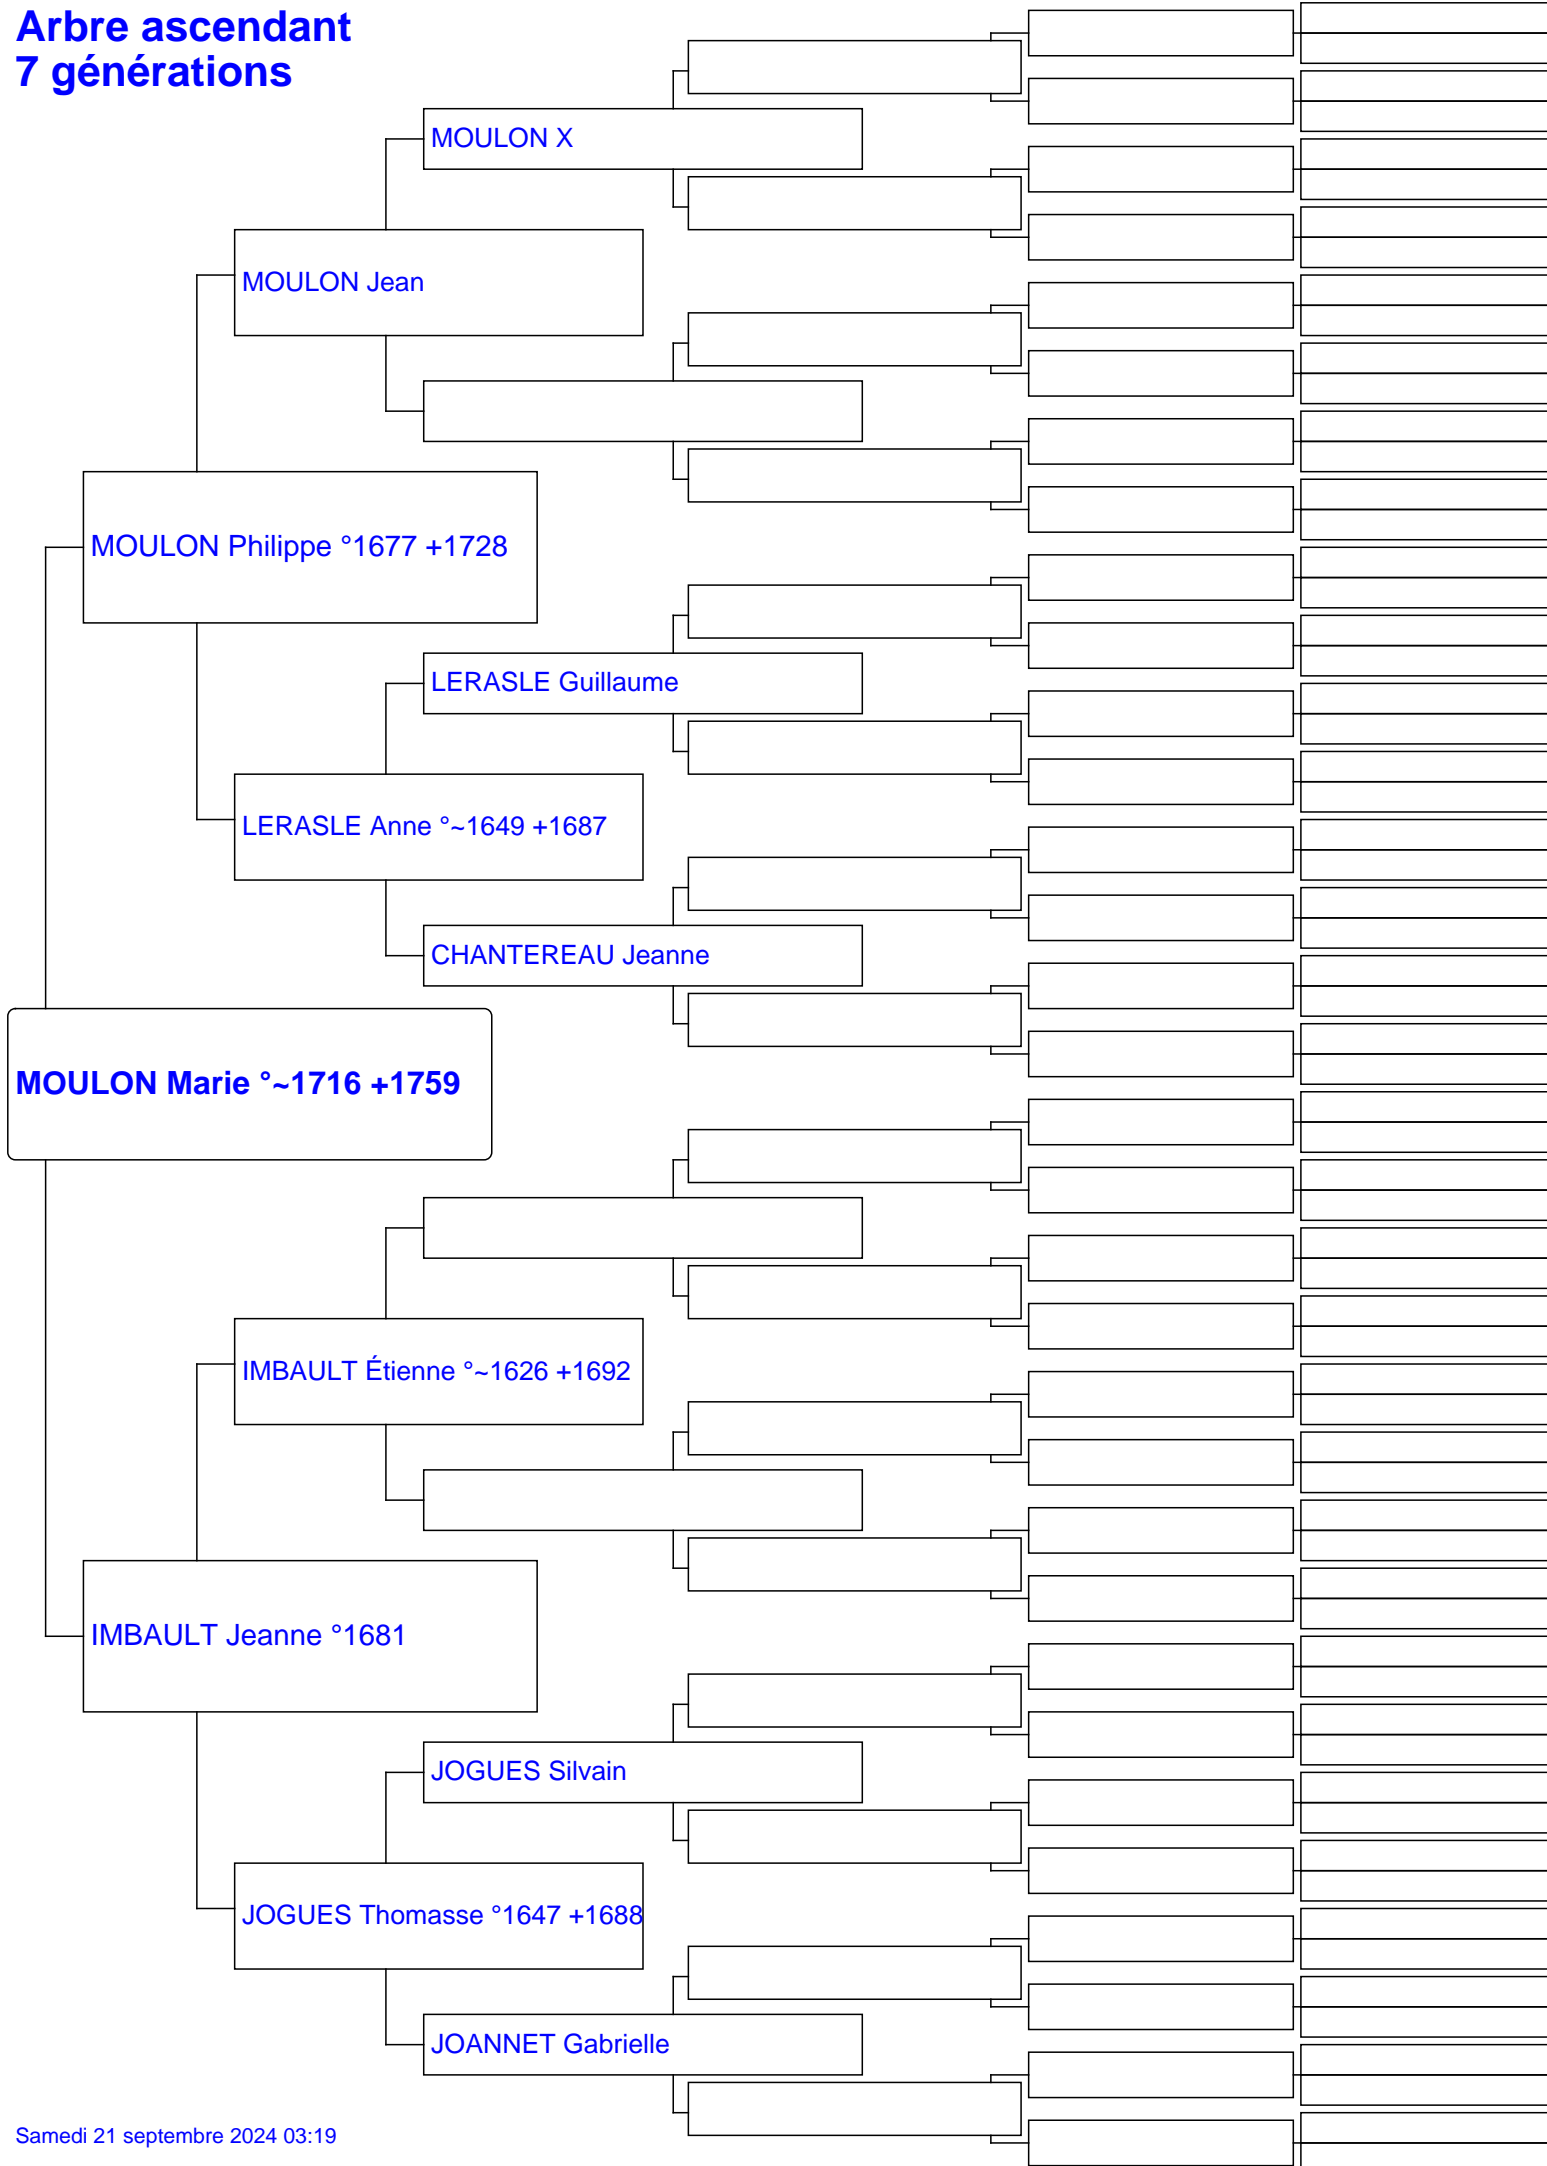 Arbre ascendant
7 générations
MOULON X
MOULON Jean
MOULON Philippe °1677 +1728
LERASLE Guillaume
LERASLE Anne °~1649 +1687
CHANTEREAU Jeanne
MOULON Marie °~1716 +1759
IMBAULT Étienne °~1626 +1692
IMBAULT Jeanne °1681
JOGUES Silvain
JOGUES Thomasse °1647 +1688
JOANNET Gabrielle
Samedi 21 septembre 2024 03:19